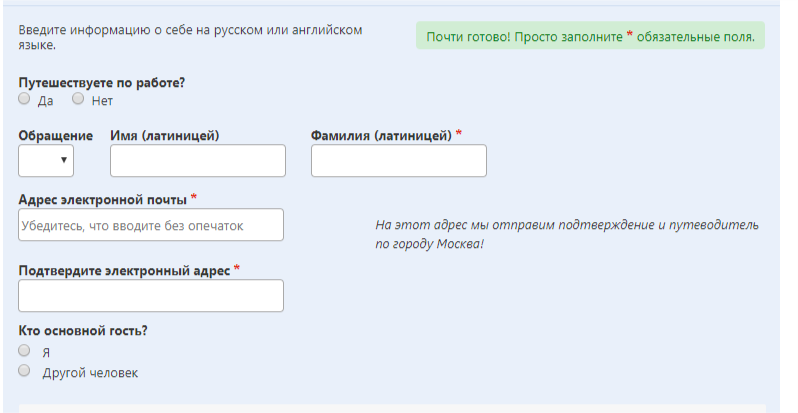 Введите информацию о себе на русском или английском
языке.
Почти готово! Просто заполните * обязательные поля.
Путешествуете по работе?
Да Нет
Обращение Имя (латиницей) Фамилия (латиницей) *
Адрес электронной почты *
Убедитесь, что вводите без опечаток
На этот адрес мы отправим подтверждение и путеводитель
по городу Москва!
Подтвердите электронный адрес *
Кто основной гость?
Я
Другой человек